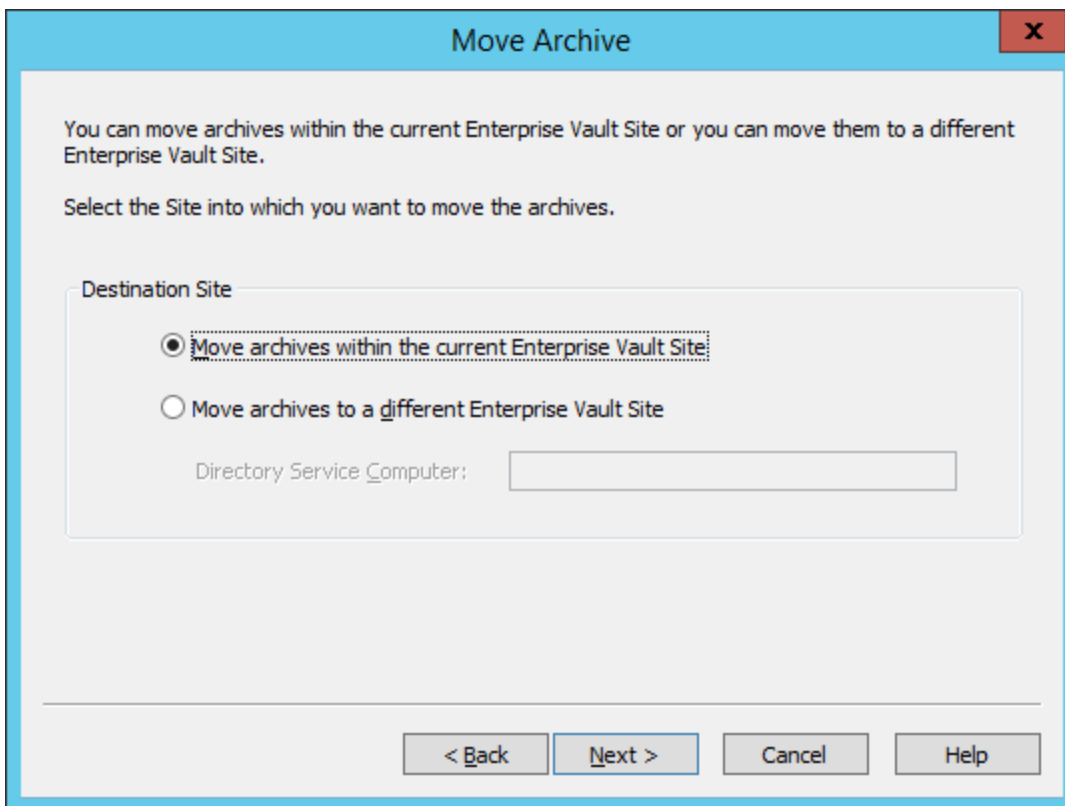 Move Archive
x
You can move archives within the current Enterprise Vault Site or you can move them to a different
Enterprise Vault Site.
Select the Site into which you want to move the archives.
Destination Site
Move archives within the current Enterprise Vault Site
Move archives to a different Enterprise Vault Site
Directory Service Computer:
< Back Next > Cancel Help